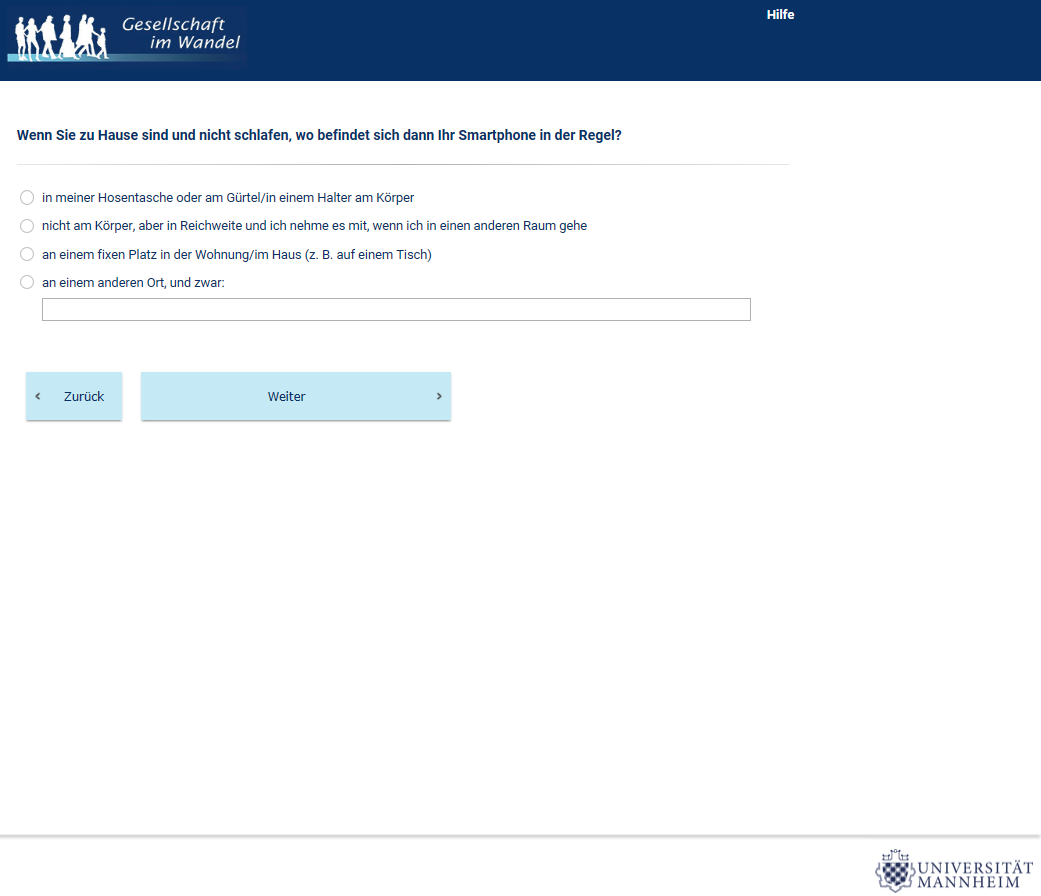 Gesellschaft
im Wandel
Hilfe
Wenn Sie zu Hause sind und nicht schlafen, wo befindet sich dann Ihr Smartphone in der Regel?
in meiner Hosentasche oder am Gürtel/in einem Halter am Körper
nicht am Körper, aber in Reichweite und ich nehme es mit, wenn ich in einen anderen Raum gehe
an einem fixen Platz in der Wohnung/im Haus (z. B. auf einem Tisch)
an einem anderen Ort, und zwar:
‹ Zurück
Weiter ›
UNIVERSITÄT
MANNHEIM